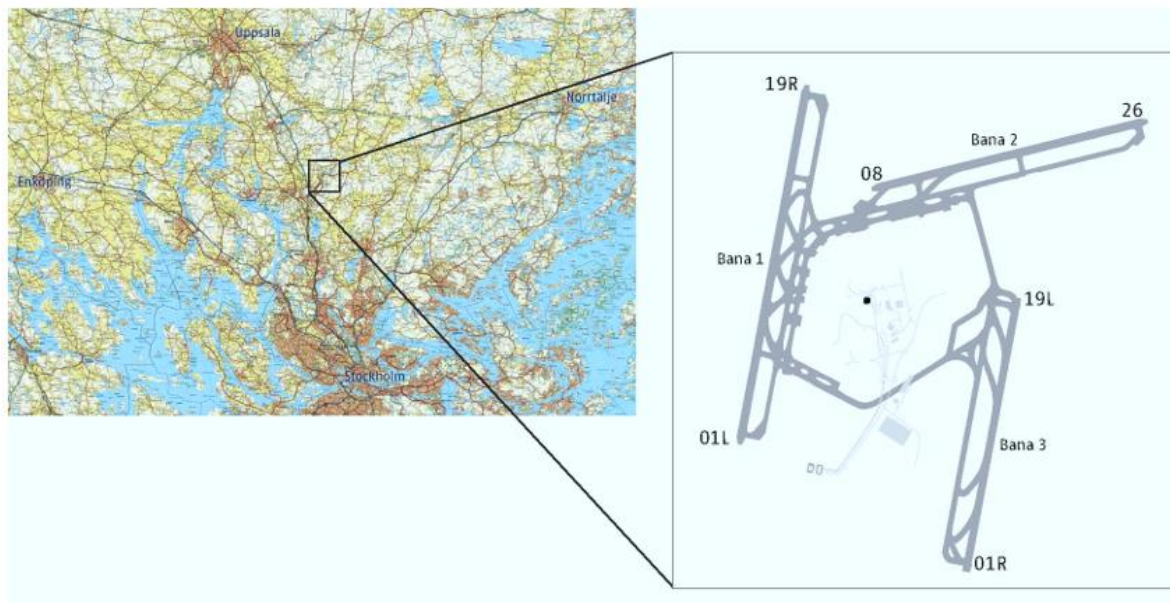 Uppsala
Norrtälje
Enköping
Stockholm
19R
26
Bana 2
08
Bana 1
19L
01L
Bana 3
01R